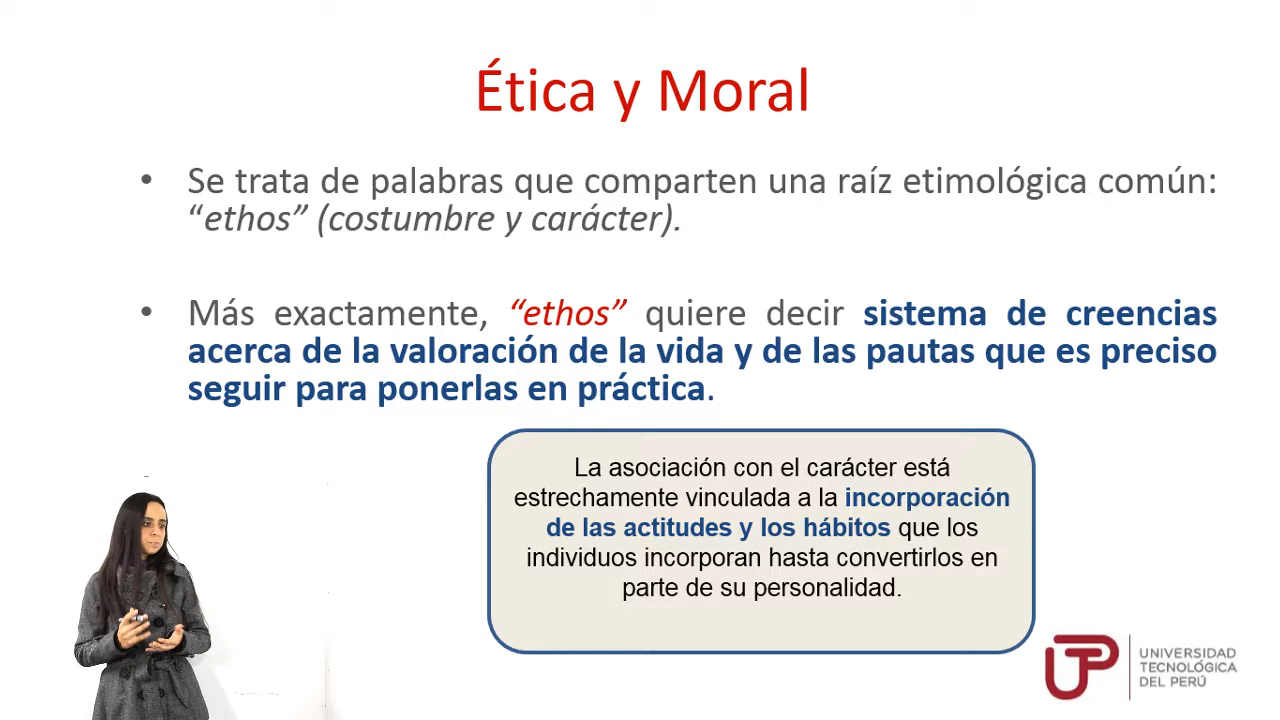 Ética y Moral
• Se trata de palabras que comparten una raíz etimológica común:
“ethos” (costumbre y carácter).
• Más exactamente, “ethos” quiere decir sistema de creencias
acerca de la valoración de la vida y de las pautas que es preciso
seguir para ponerlas en práctica.
La asociación con el carácter está
estrechamente vinculada a la incorporación
de las actitudes y los hábitos que los
individuos incorporan hasta convertirlos en
parte de su personalidad.
UTP
UNIVERSIDAD
TECNOLÓGICA
DEL PERÚ